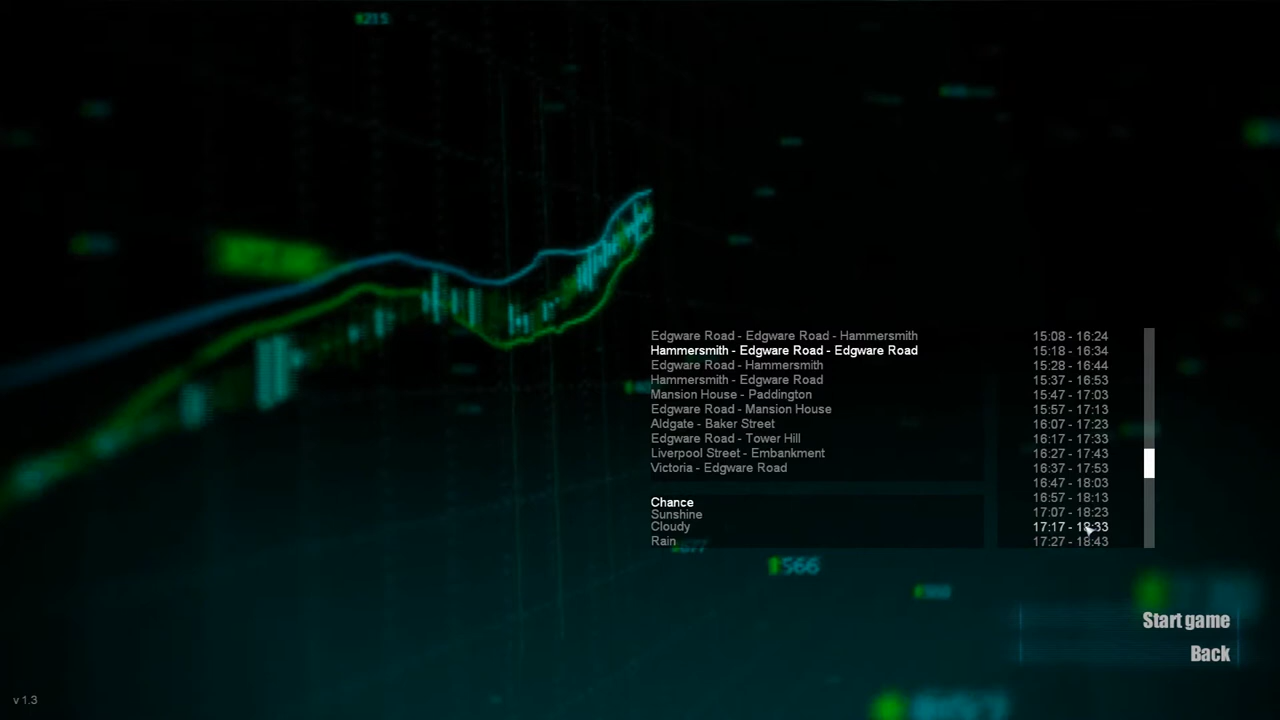 215
Edgware Road - Edgware Road - Hammersmith 15:08 - 16:24
Hammersmith - Edgware Road - Edgware Road 15:18 - 16:34
Edgware Road - Hammersmith 15:28 - 16:44
Hammersmith - Edgware Road 15:37 - 16:53
Mansion House - Paddington 15:47 - 17:03
Edgware Road - Mansion House 15:57 - 17:13
Aldgate - Baker Street 16:07 - 17:23
Edgware Road - Tower Hill 16:17 - 17:33
Liverpool Street - Embankment 16:27 - 17:43
Victoria - Edgware Road 16:37 - 17:53
16:47 - 18:03
Chance 16:57 - 18:13
Sunshine 17:07 - 18:23
Cloudy 17:17 - 18:33
Rain 17:27 - 18:43
566
Start game
Back
v 1.3